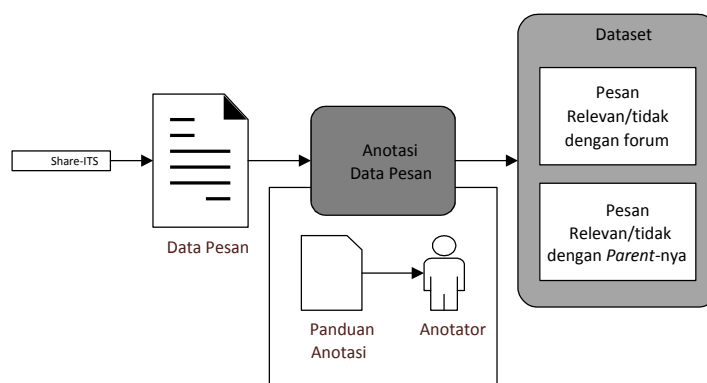 Share-ITS
Data Pesan
Anotasi
Data Pesan
Panduan
Anotasi
Anotator
Dataset
Pesan
Relevan/tidak
dengan forum
Pesan
Relevan/tidak
dengan Parent-nya